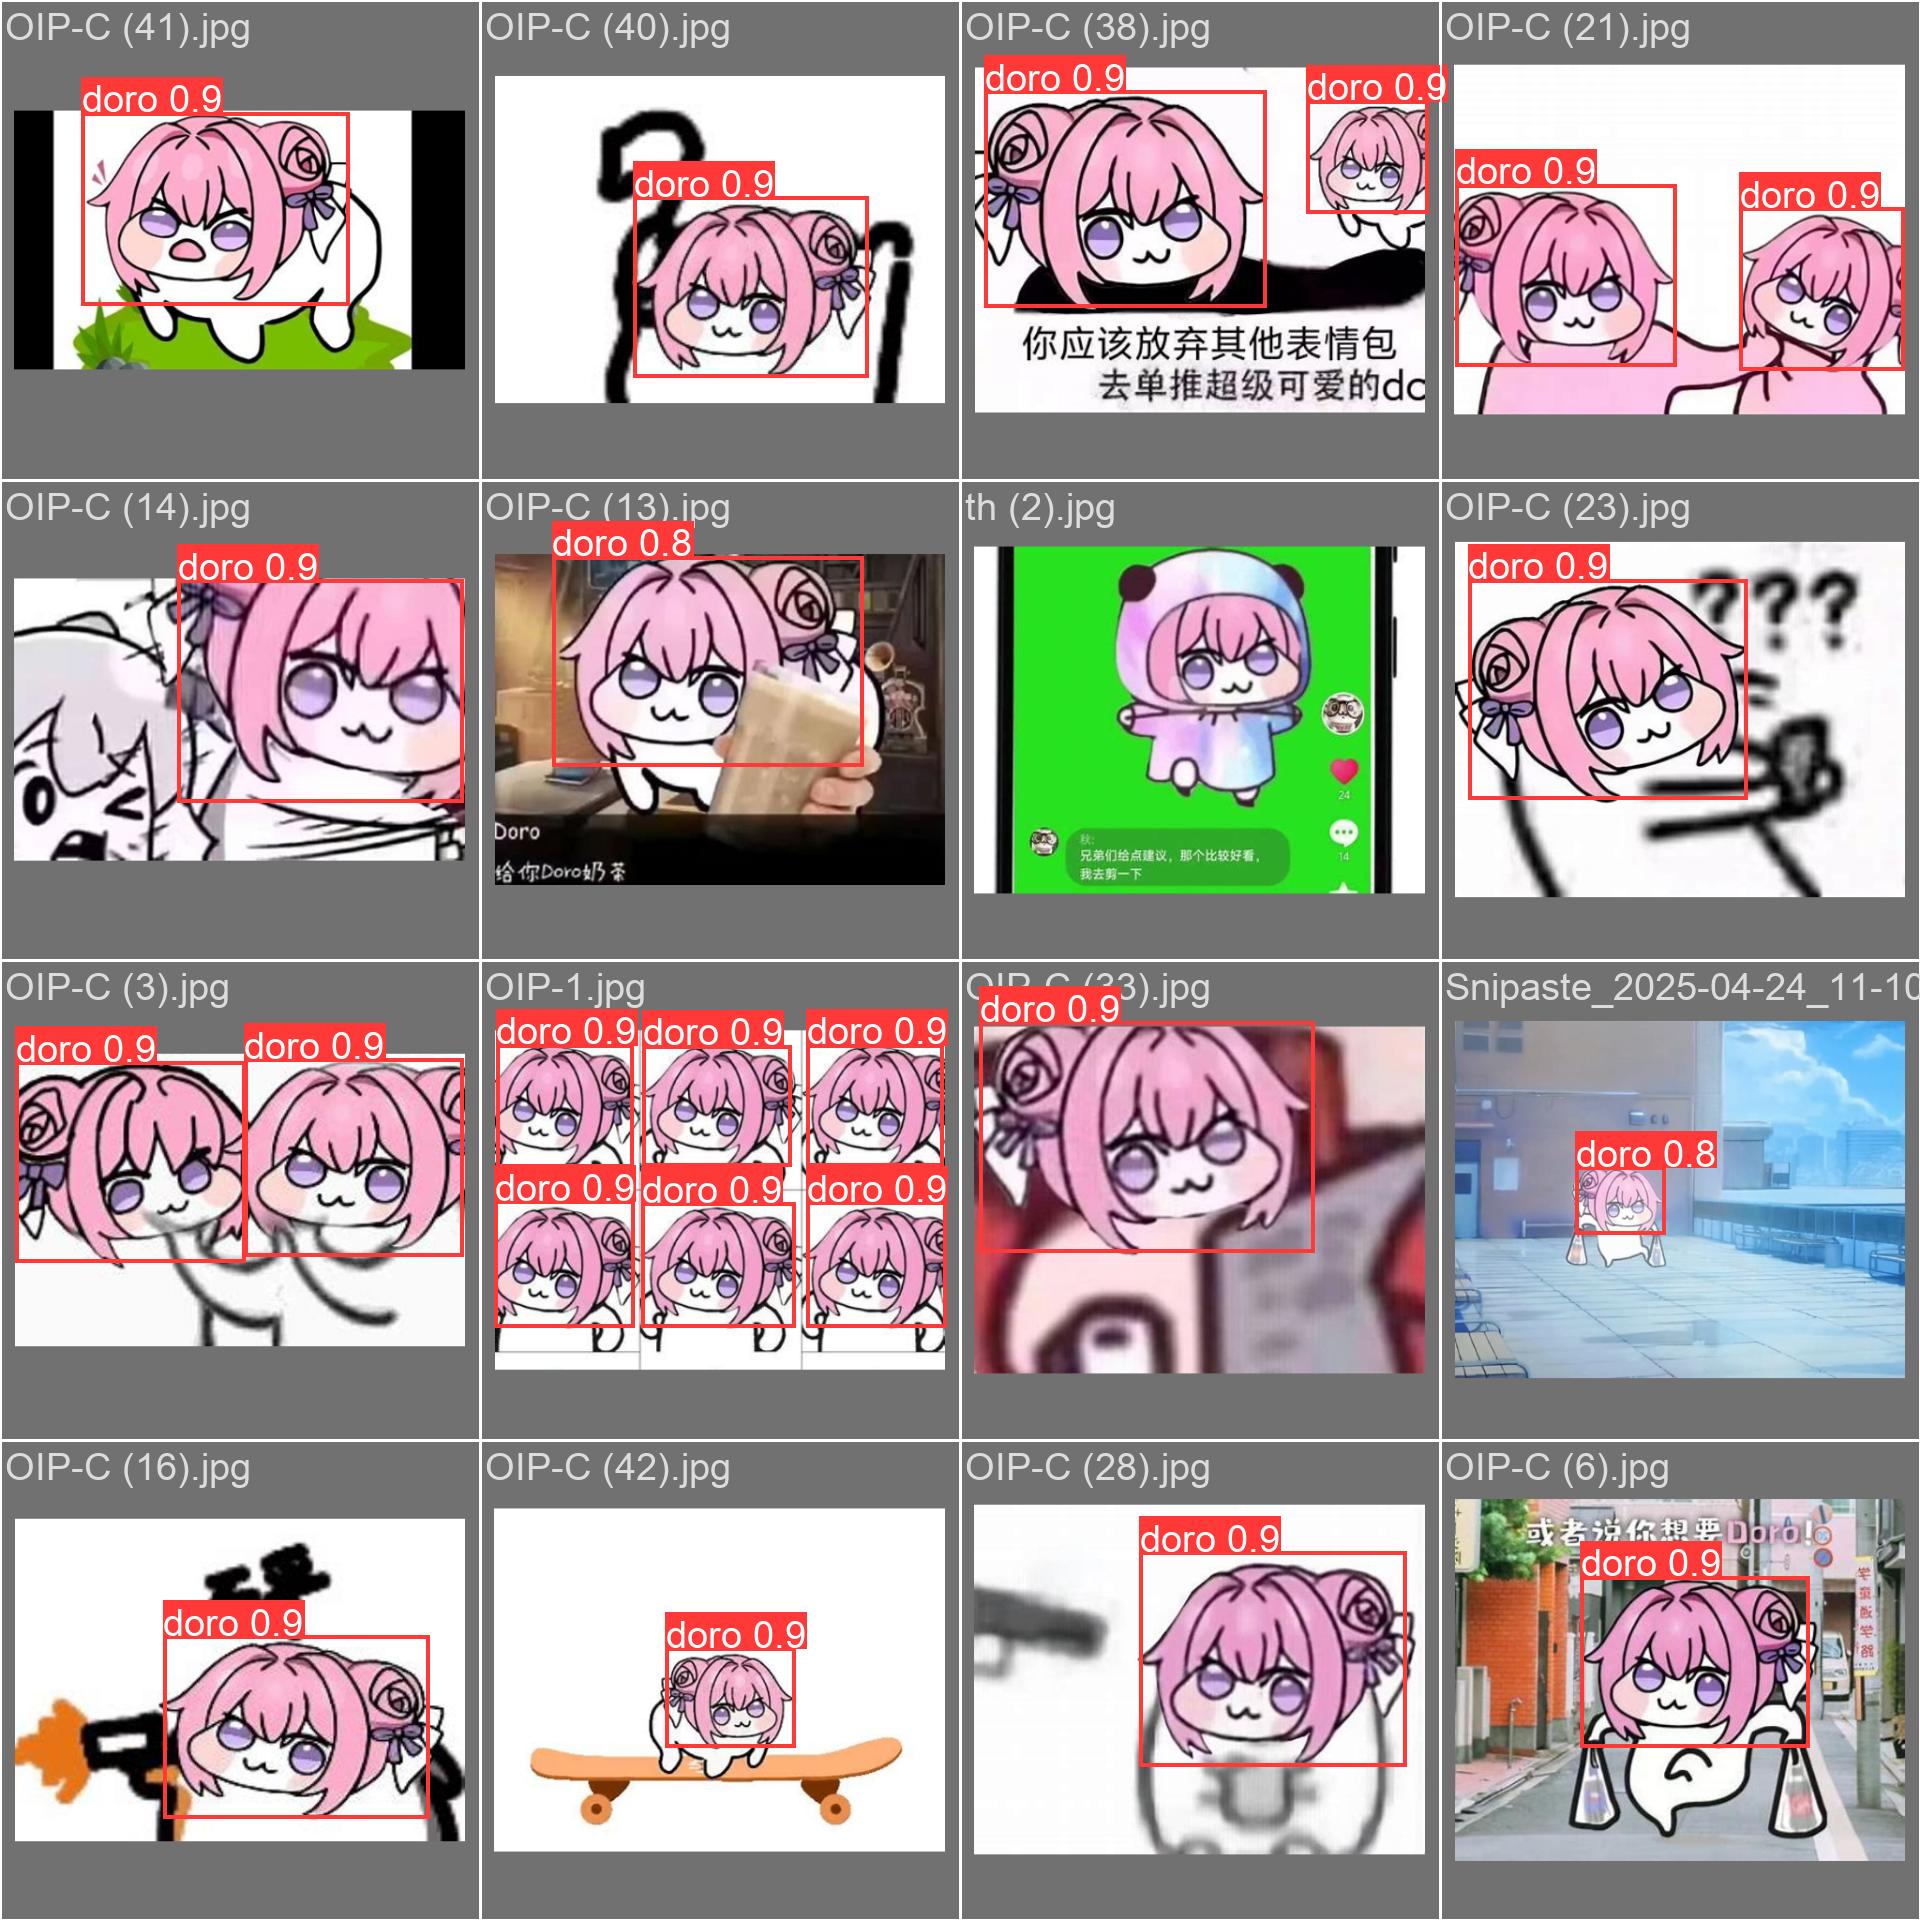 OIP-C (41).jpg
doro 0.9
OIP-C (40).jpg
doro 0.9
OIP-C (38).jpg
doro 0.9
doro 0.9
你应该放弃其他表情包
去单推超级可爱的do
OIP-C (21).jpg
doro 0.9
doro 0.9
OIP-C (14).jpg
doro 0.9
OIP-C (13).jpg
doro 0.8
Doro
给你Doro奶茶
th (2).jpg
24
14
秋:
兄弟们给点建议，那个比较好看，
我去剪一下
OIP-C (23).jpg
doro 0.9
???
OIP-C (3).jpg
doro 0.9
doro 0.9
OIP-1.jpg
doro 0.9
doro 0.9
doro 0.9
doro 0.9
doro 0.9
doro 0.9
OIP-C (33).jpg
doro 0.9
Snipaste_2025-04-24_11-10
doro 0.8
OIP-C (16).jpg
doro 0.9
OIP-C (42).jpg
doro 0.9
OIP-C (28).jpg
doro 0.9
OIP-C (6).jpg
或者说你想要Doro!
doro 0.9